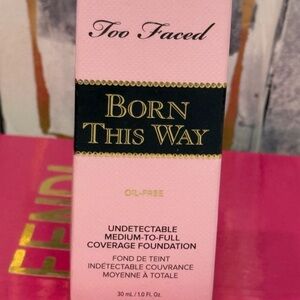 Too Faced
BORN
THIS WAY
OIL-FREE
UNDETECTABLE
MEDIUM-TO-FULL
COVERAGE FOUNDATION
FOND DE TEINT
INDÉTECTABLE COUVRANCE
MOYENNE À TOTALE
30 mL / 1.0 Fl. Oz.
FENDI